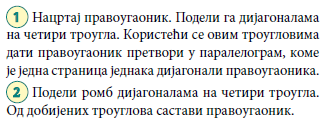 1 Нацртај правоугаоник. Подели га дијагоналама
на четири троугла. Користећи се овим троугловима
дати правоугаоник претвори у паралелограм, коме
је једна страница једнака дијагонали правоугаоника.
2 Подели ромб дијагоналама на четири троугла.
Од добијених троуглова састави правоугаоник.